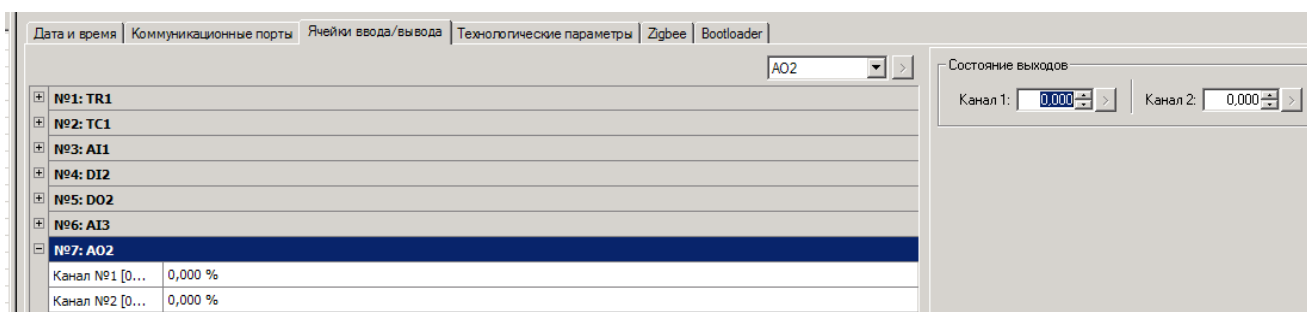 Дата и время Коммуникационные порты Ячейки ввода/вывода Технологические параметры Zigbee Bootloader
AO2 >
Состояние выходов
Канал 1: 0,000 > Канал 2: 0,000 >
№1: TR1
№2: TC1
№3: AI1
№4: DI2
№5: DO2
№6: AI3
№7: AO2
Канал №1 [0... 0,000 %
Канал №2 [0... 0,000 %